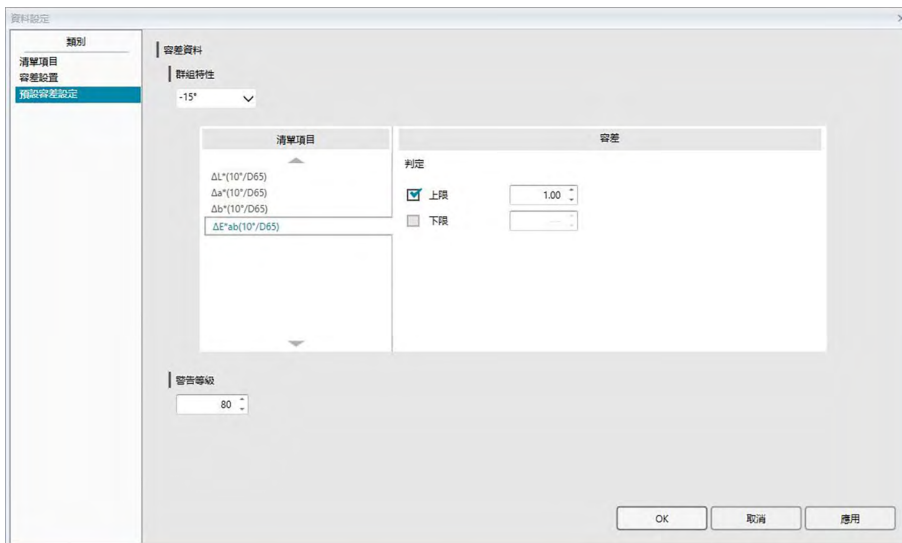 資料設定
類別
清單項目
容差設置
預設容差設定
容差資料
群組特性
-15°
清單項目
容差
ΔL*(10°/D65)
Δa*(10°/D65)
Δb*(10°/D65)
ΔE*ab(10°/D65)
判定
上限 1.00
下限 ----
警告等級
80
OK 取消 應用